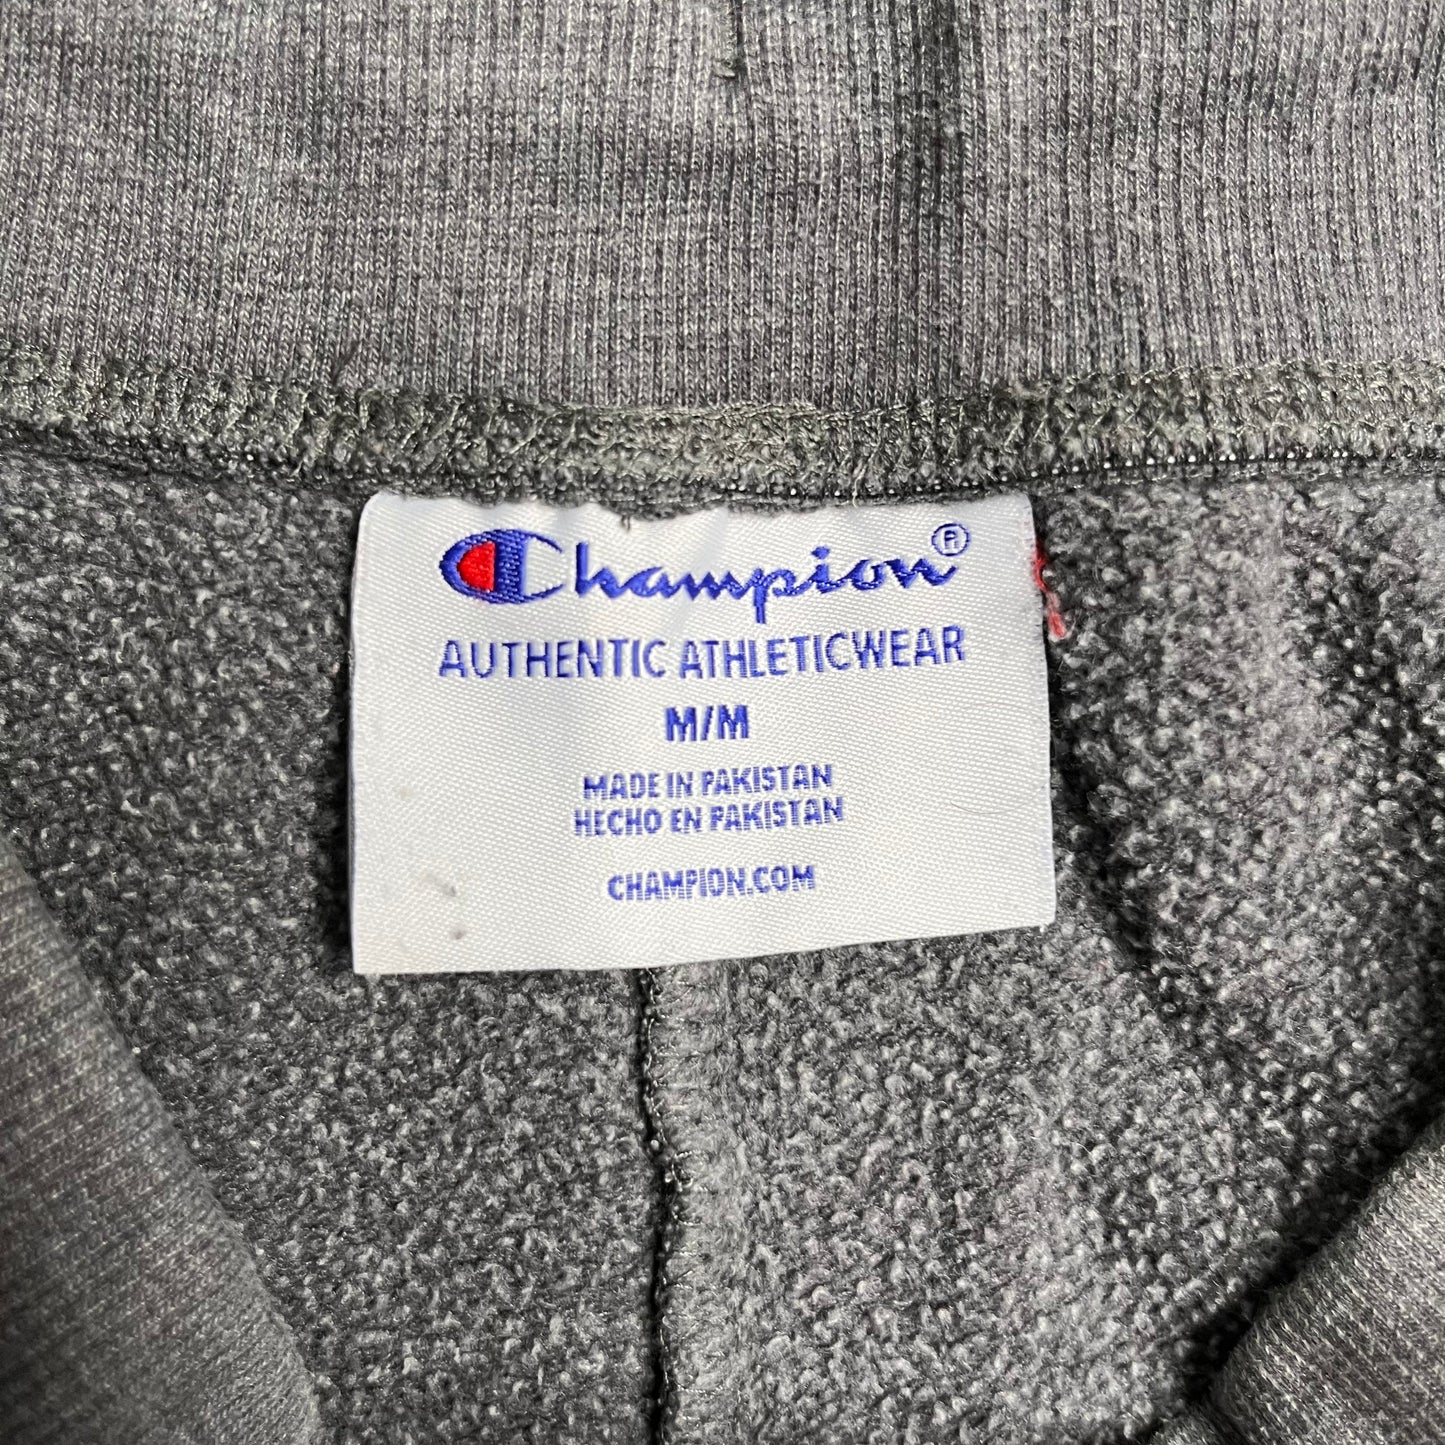 Champion®
AUTHENTIC ATHLETICWEAR
M/M
MADE IN PAKISTAN
HECHO EN PAKISTAN
CHAMPION.COM